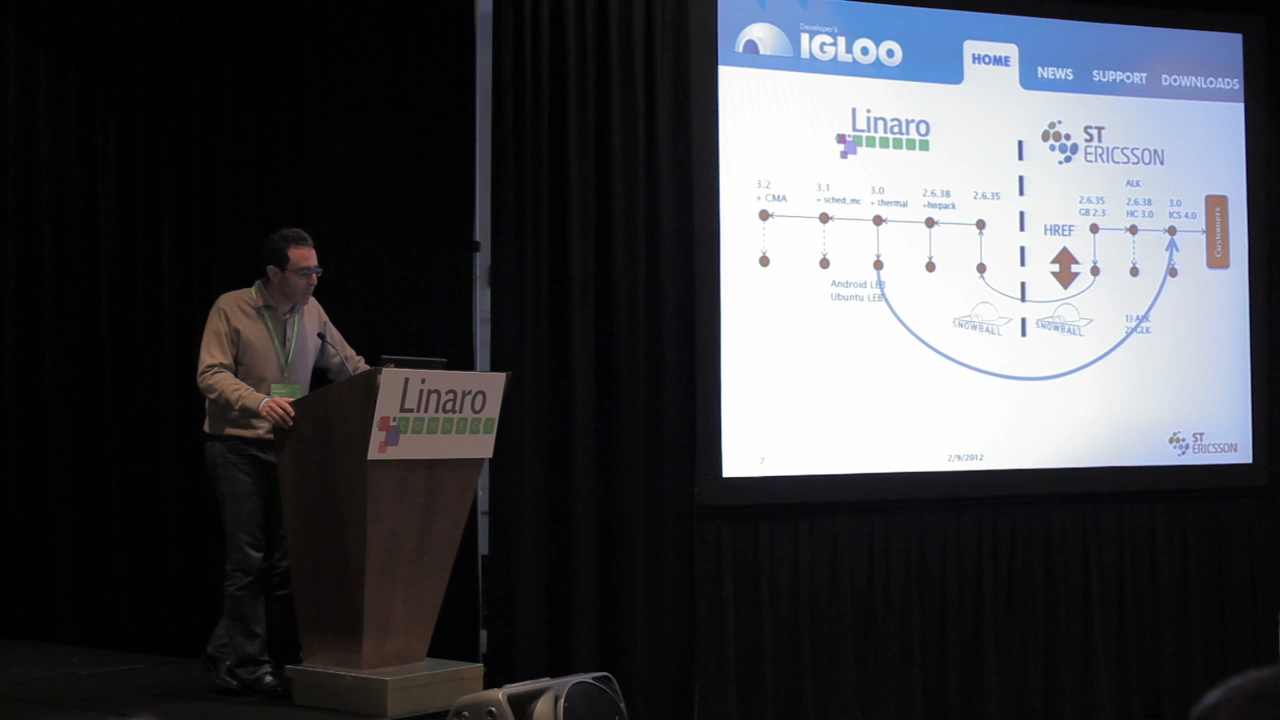 Developer's
IGLOO
HOME
NEWS
SUPPORT
DOWNLOADS
Linaro
ST
ERICSSON
3.2
+ CMA
3.1
+ sched_mc
3.0
+ thermal
2.6.38
+hwpack
2.6.35
ALK
2.6.35
GB 2.3
2.6.38
HC 3.0
3.0
ICS 4.0
Customers
HREF
Android LEB
Ubuntu LEB
SNOWBALL
SNOWBALL
1) ALK
2) GLK
7
2/9/2012
ST
ERICSSON
Linaro
CONNECT